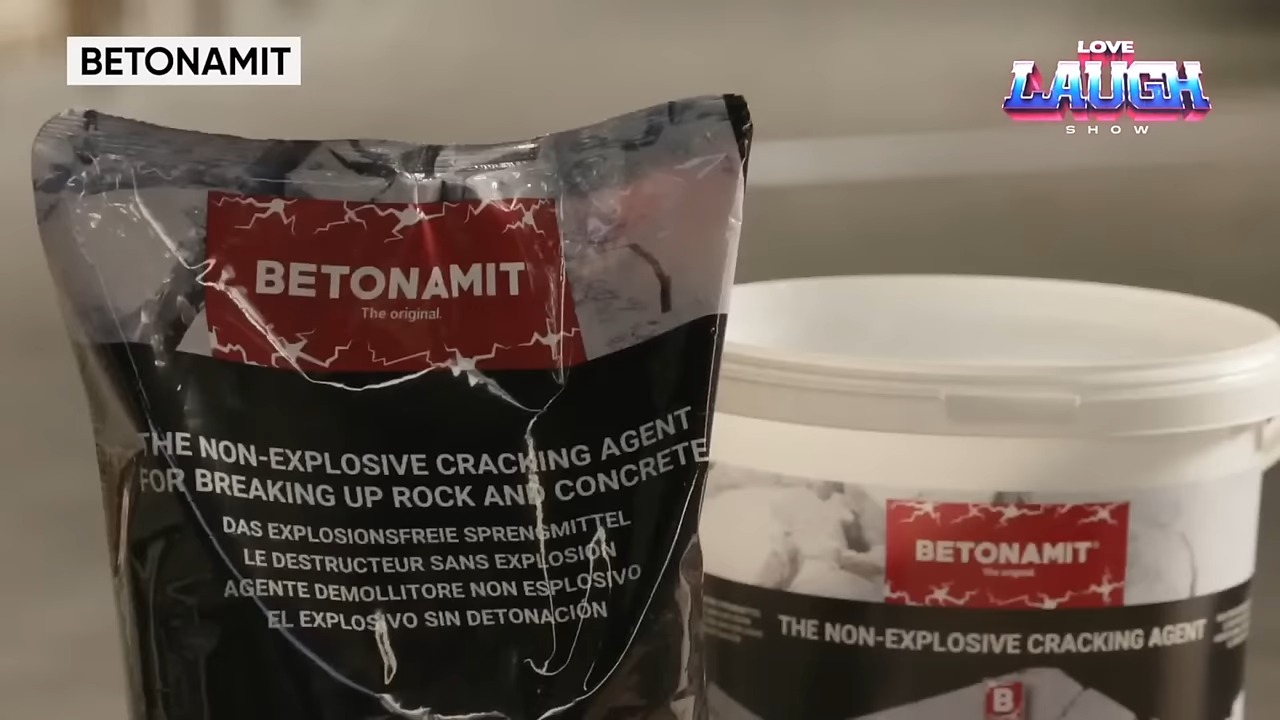 BETONAMIT
LOVE
LAUGH
SHOW
BETONAMIT
The original.
THE NON-EXPLOSIVE CRACKING AGENT
FOR BREAKING UP ROCK AND CONCRETE
DAS EXPLOSIONSFREIE SPRENGMITTEL
LE DESTRUCTEUR SANS EXPLOSION
AGENTE DEMOLLITORE NON ESPLOSIVO
EL EXPLOSIVO SIN DETONACIÓN
BETONAMIT®
The original.
THE NON-EXPLOSIVE CRACKING AGENT
B